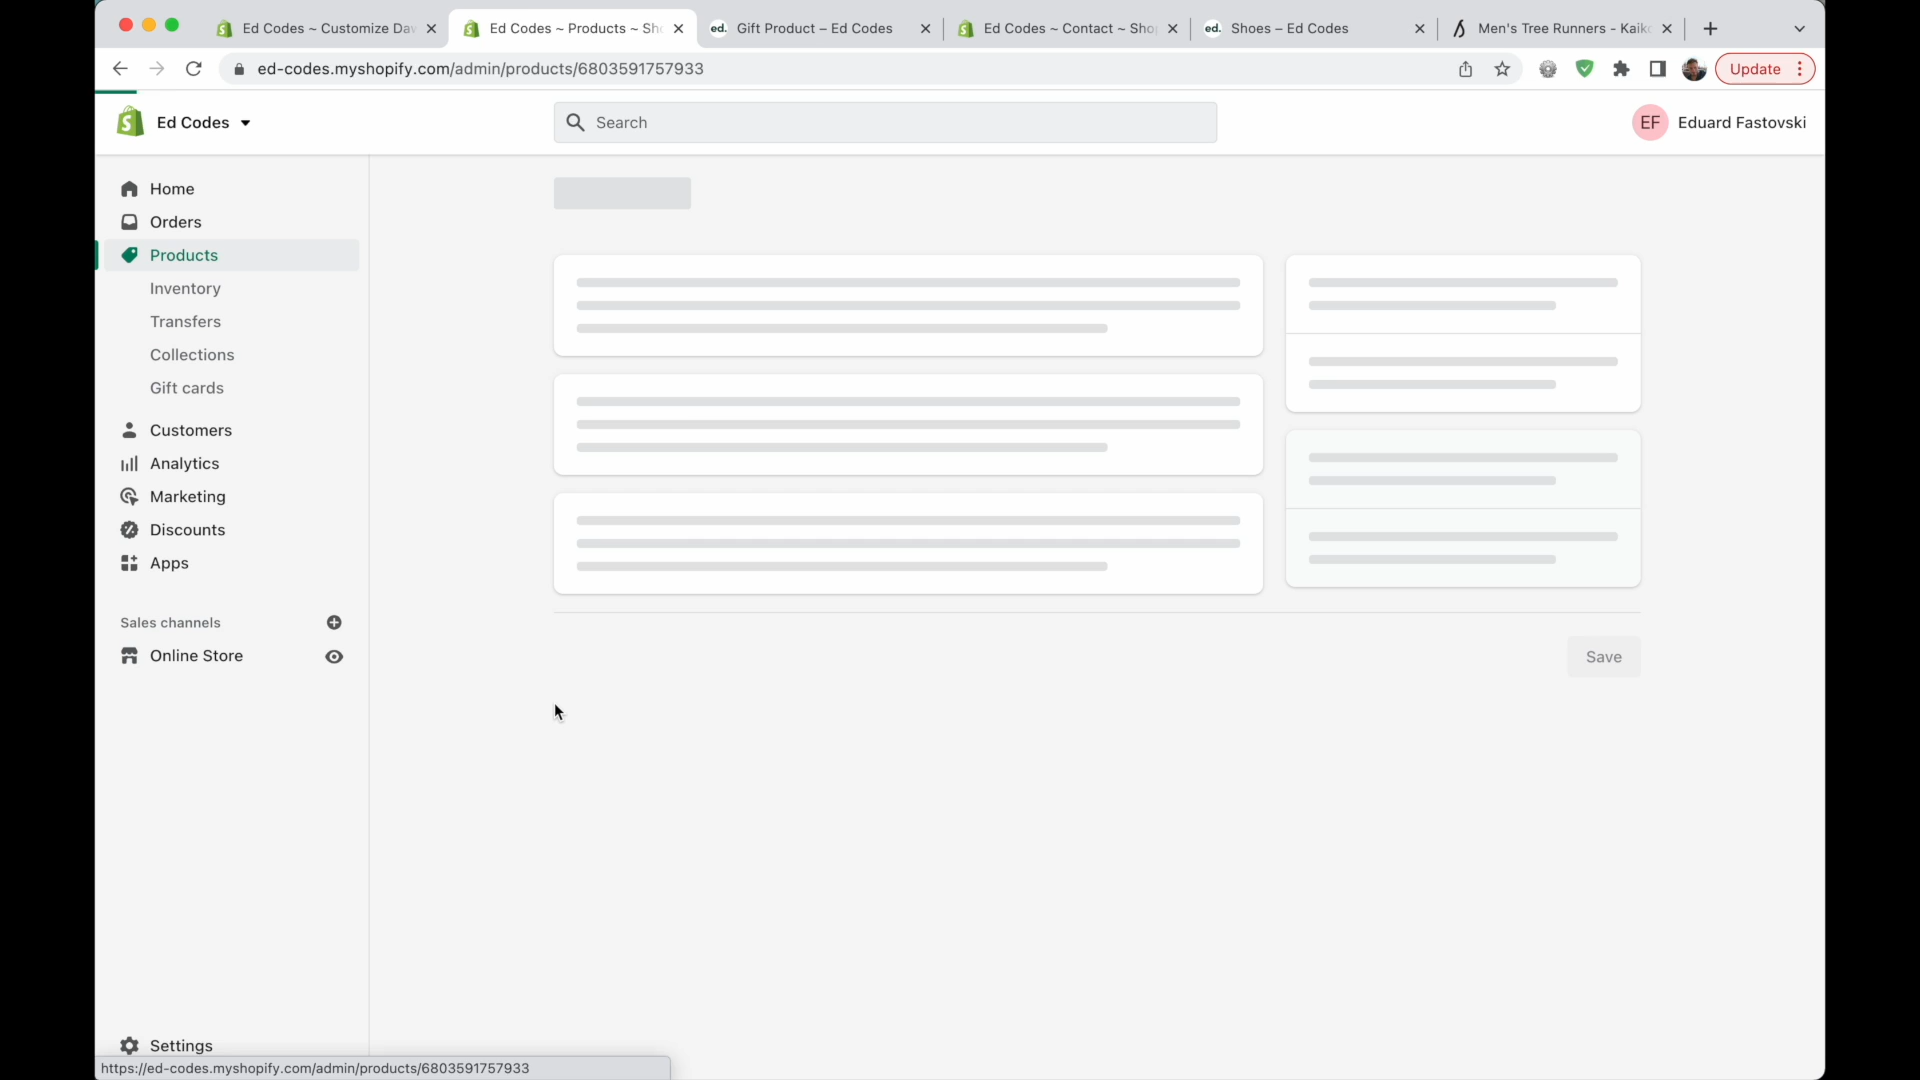 Ed Codes ~ Customize Daw
Ed Codes ~ Products ~ Sho
ed. Gift Product – Ed Codes
Ed Codes ~ Contact ~ Shop
ed. Shoes – Ed Codes
Men's Tree Runners - Kaiko
ed-codes.myshopify.com/admin/products/6803591757933
Update
Ed Codes
Search
EF Eduard Fastovski
Home
Orders
Products
Inventory
Transfers
Collections
Gift cards
Customers
Analytics
Marketing
Discounts
Apps
Sales channels
Online Store
Save
Settings
https://ed-codes.myshopify.com/admin/products/6803591757933